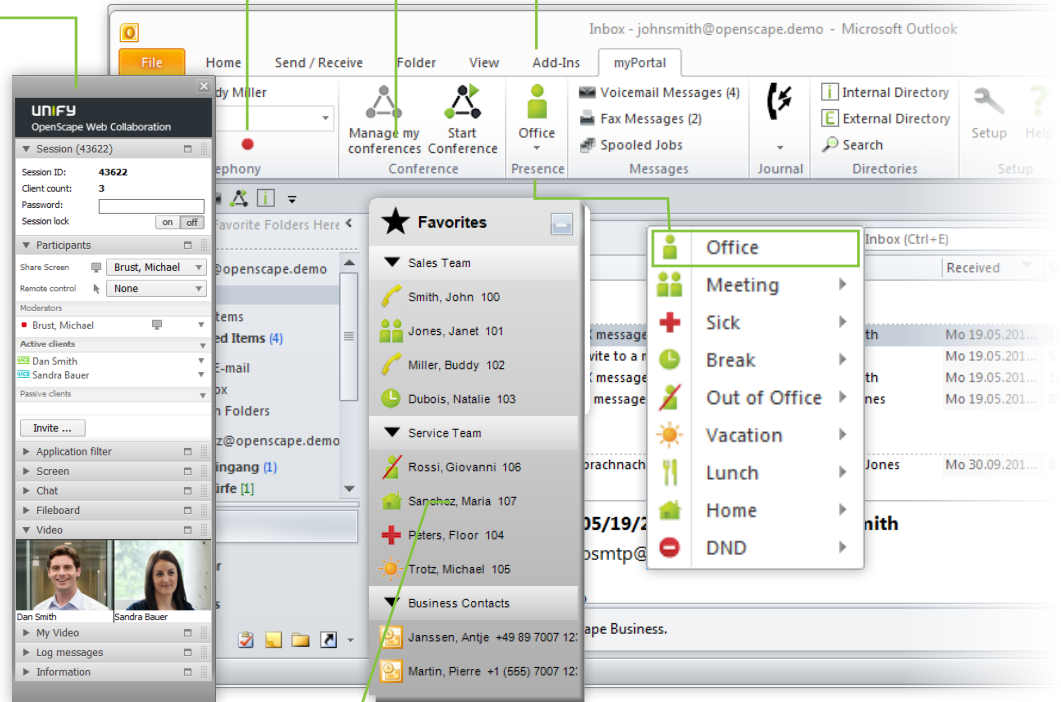 Inbox - johnsmith@openscape.demo - Microsoft Outlook
File Home Send / Receive Folder View Add-Ins myPortal
dy Miller
Manage my conferences
Start Conference
Office
Voicemail Messages (4)
Fax Messages (2)
Spooled Jobs
Internal Directory
External Directory
Search
Setup Help
ephony Conference Presence Messages Journal Directories Setup
UNIFY
OpenScape Web Collaboration
Session (43622)
Session ID: 43622
Client count: 3
Password:
Session lock on off
Participants
Share Screen Brust, Michael
Remote control None
Moderators
Brust, Michael
Active clients
Dan Smith
Sandra Bauer
Passive clients
Invite ...
Application filter
Screen
Chat
Fileboard
Video
Dan Smith Sandra Bauer
My Video
Log messages
Information
Favorite Folders Here
@openscape.demo
tems
ed Items (4)
E-mail
ox
n Folders
z@openscape.demo
ingang (1)
ürfe [1]
Favorites
Sales Team
Smith, John 100
Jones, Janet 101
Miller, Buddy 102
Dubois, Natalie 103
Service Team
Rossi, Giovanni 106
Sanchez, Maria 107
Peters, Floor 104
Trotz, Michael 105
Business Contacts
Janssen, Antje +49 89 7007 12
Martin, Pierre +1 (555) 7007 12
Office
Meeting
Sick
Break
Out of Office
Vacation
Lunch
Home
DND
Inbox (Ctrl+E)
Received
X message th Mo 19.05.201...
vite to a m Mo 19.05.201...
X message th Mo 19.05.201...
message nes Mo 19.05.201...
prachnach Jones Mo 30.09.201...
05/19/2 mith
osmtp@
ape Business.